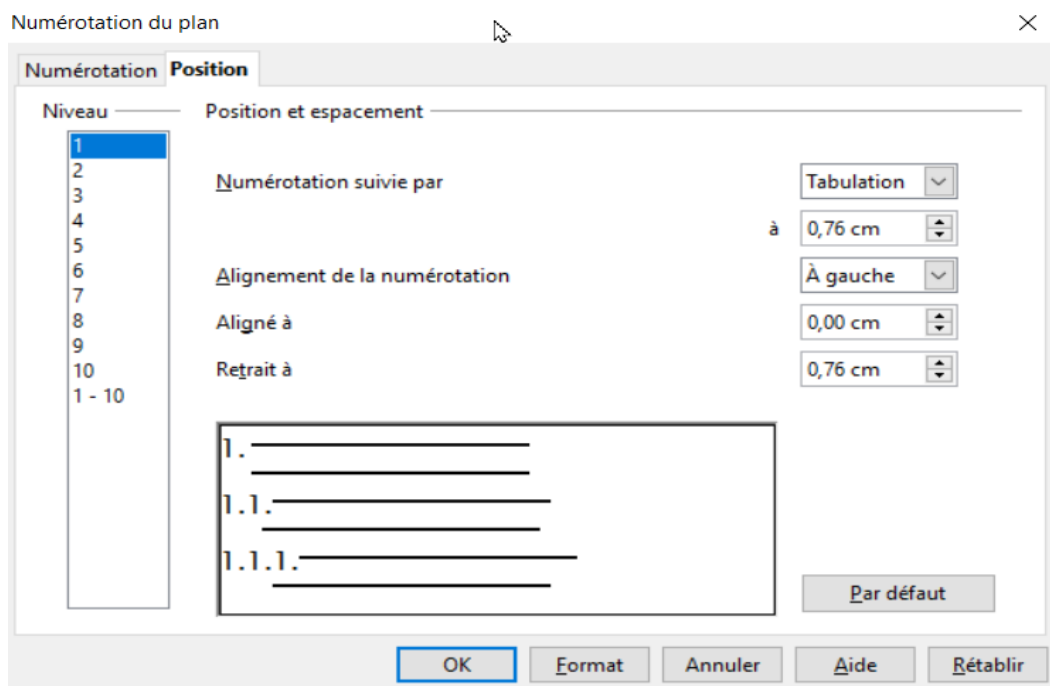 Numérotation du plan
Numérotation Position
Niveau
1
2
3
4
5
6
7
8
9
10
1 - 10
Position et espacement
Numérotation suivie par Tabulation
à 0,76 cm
Alignement de la numérotation À gauche
Aligné à 0,00 cm
Retrait à 0,76 cm
1.
1.1.
1.1.1.
Par défaut
OK Format Annuler Aide Rétablir